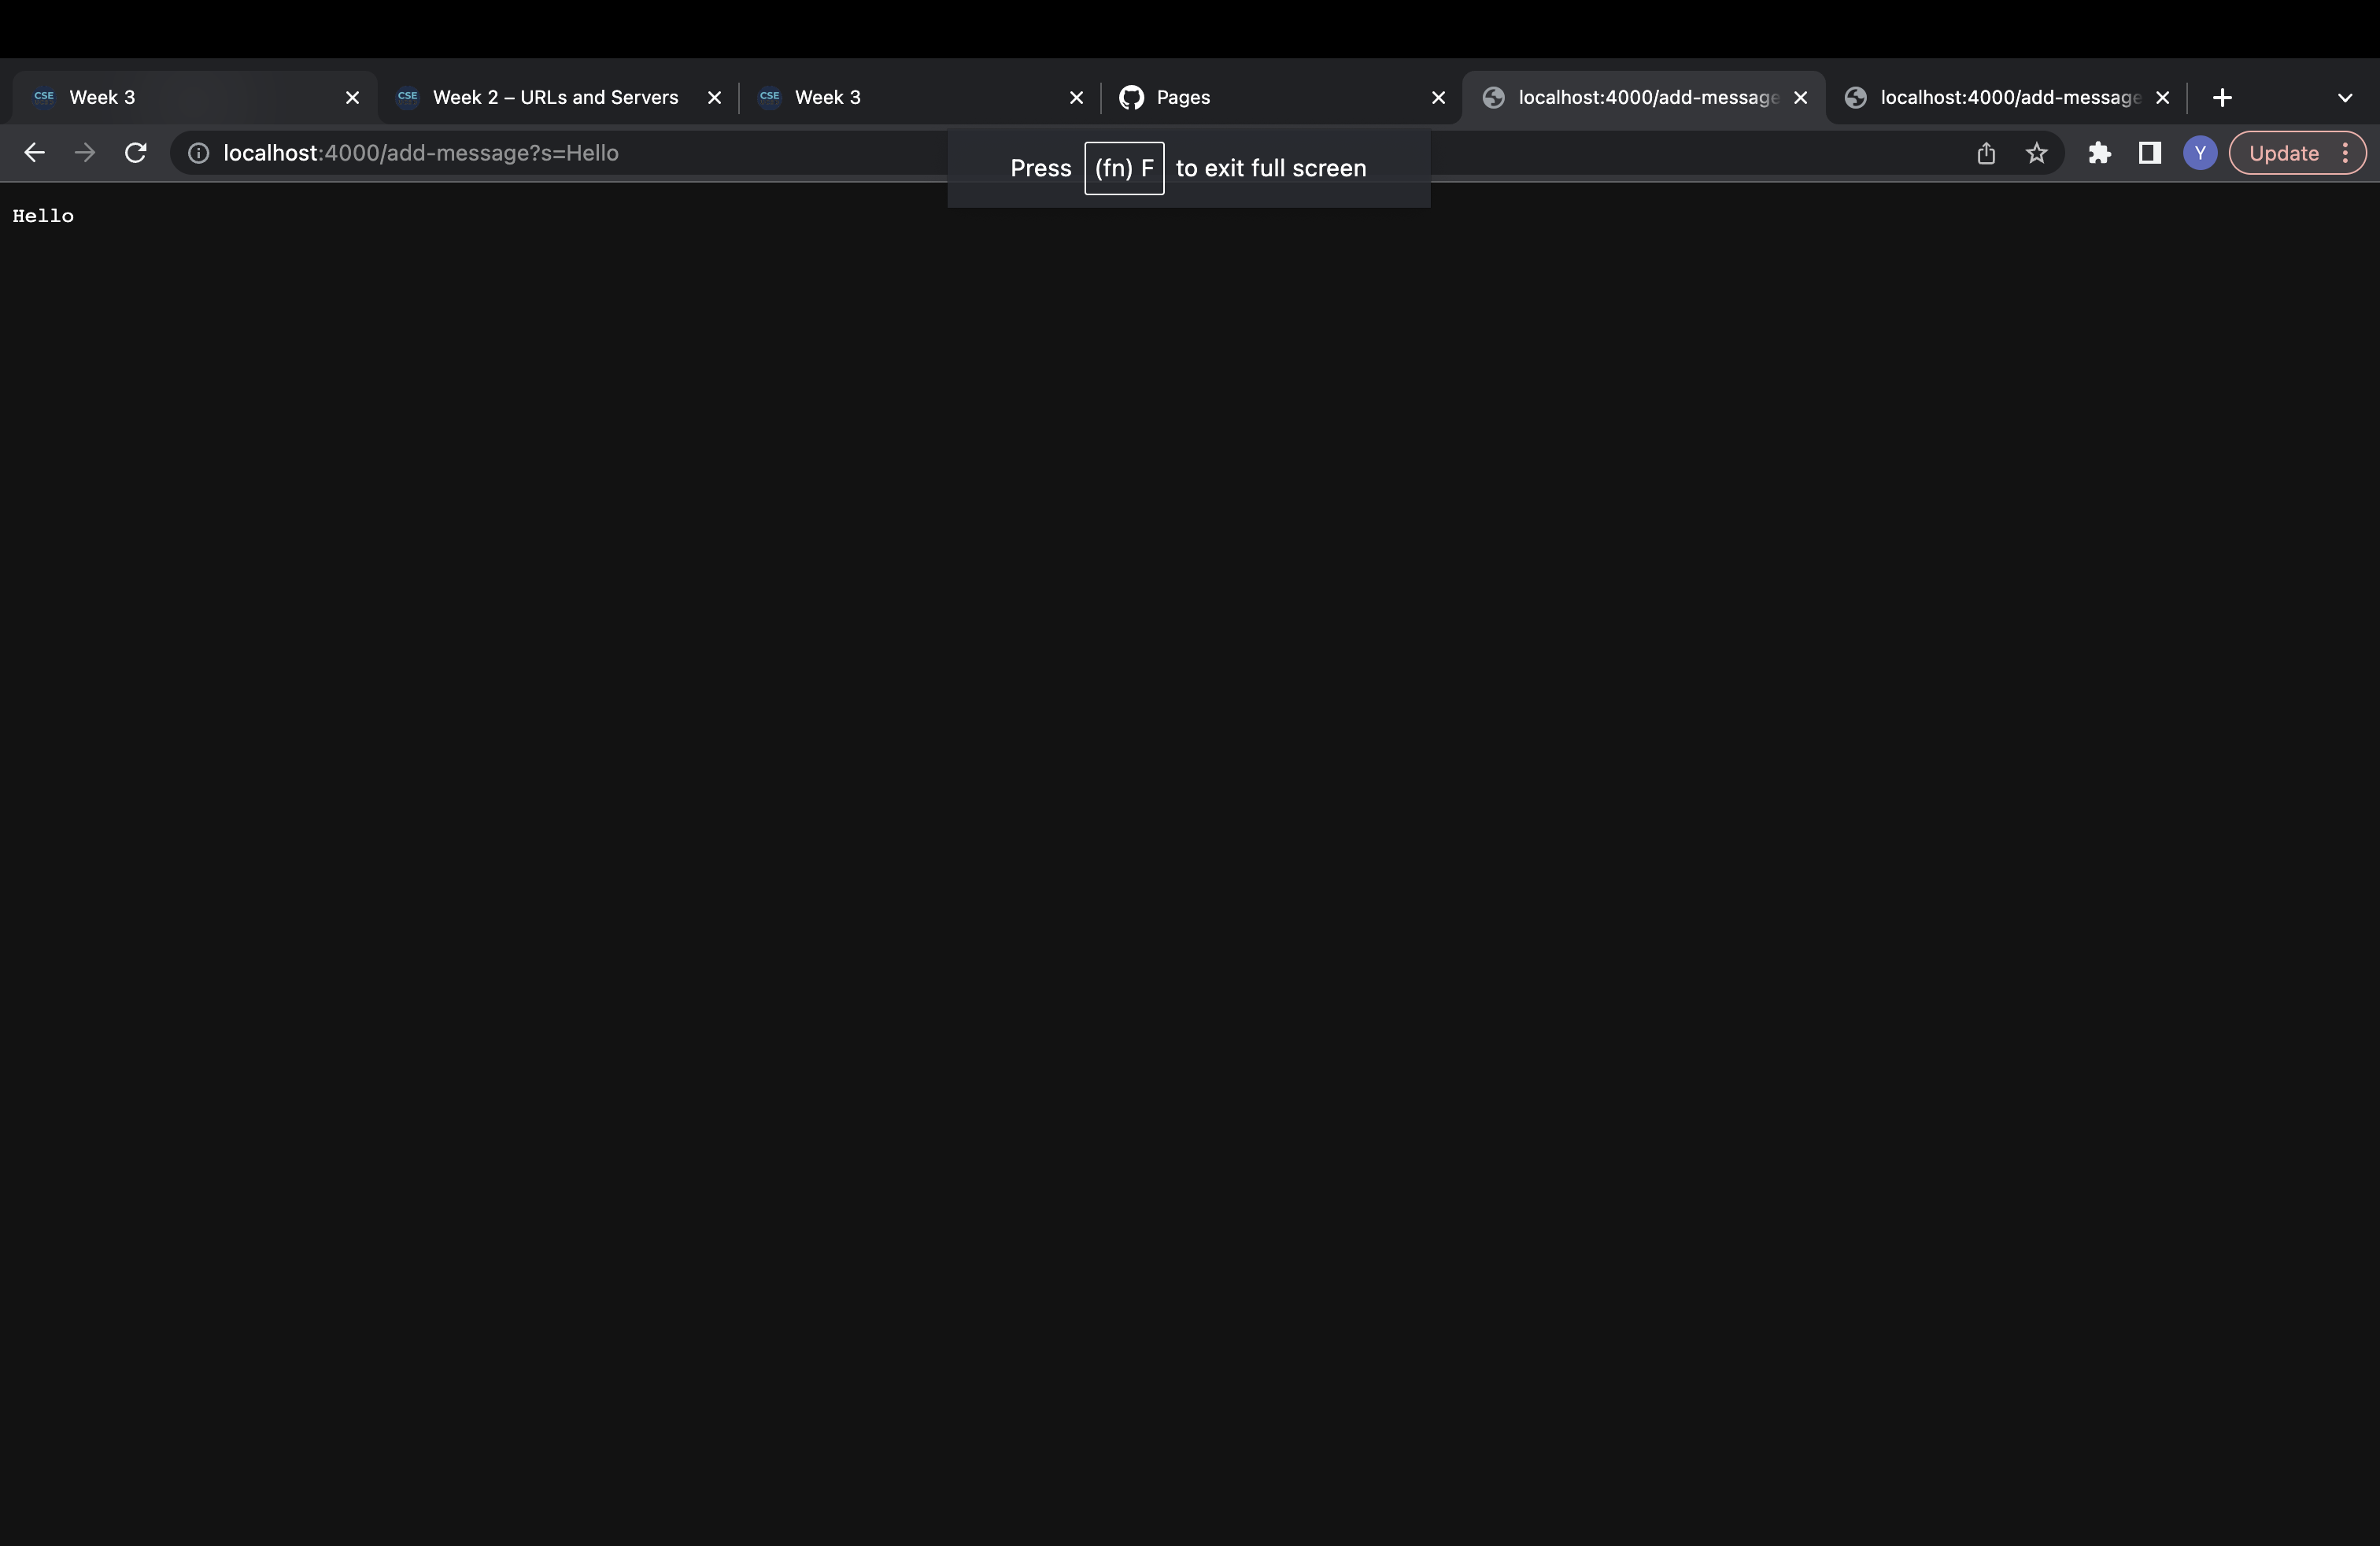 CSE Week 3
CSE Week 2 – URLs and Servers
CSE Week 3
Pages
localhost:4000/add-message
localhost:4000/add-message
localhost:4000/add-message?s=Hello
Press (fn) F to exit full screen
Y
Update
Hello